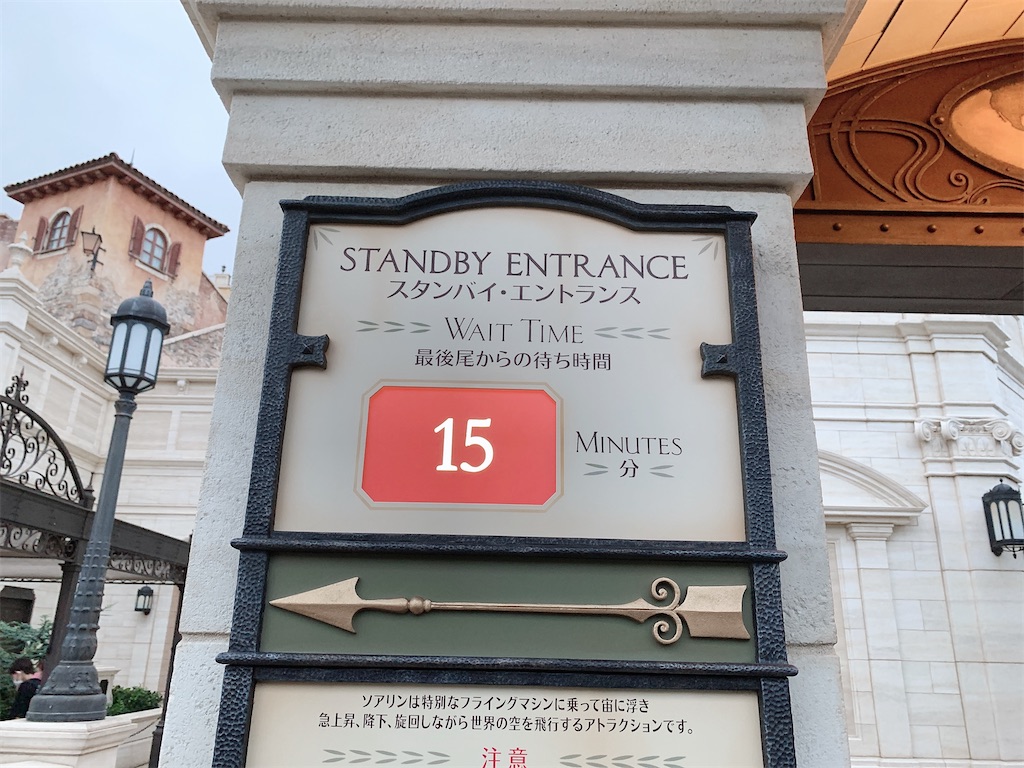 STANDBY ENTRANCE
スタンバイ・エントランス
WAIT TIME
最後尾からの待ち時間
15
MINUTES
分
ソアリンは特別なフライングマシンに乗って宙に浮き
急上昇、降下、旋回しながら世界の空を飛行するアトラクションです。
注意